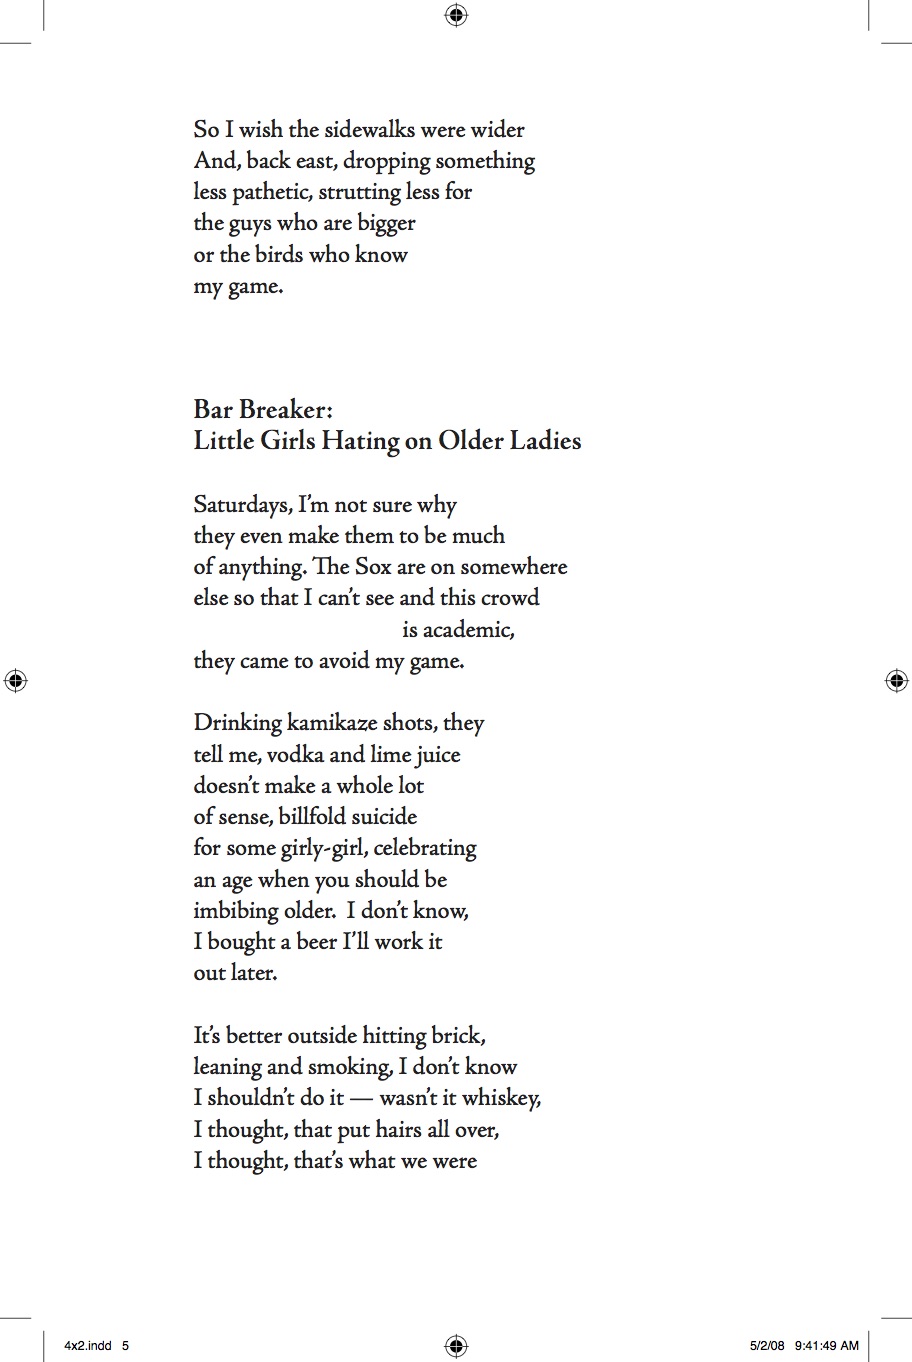 So I wish the sidewalks were wider
And, back east, dropping something
less pathetic, strutting less for
the guys who are bigger
or the birds who know
my game.
Bar Breaker:
Little Girls Hating on Older Ladies
Saturdays, I’m not sure why
they even make them to be much
of anything. The Sox are on somewhere
else so that I can’t see and this crowd
is academic,
they came to avoid my game.
Drinking kamikaze shots, they
tell me, vodka and lime juice
doesn’t make a whole lot
of sense, billfold suicide
for some girly-girl, celebrating
an age when you should be
imbibing older.  I don’t know,
I bought a beer I’ll work it
out later.
It’s better outside hitting brick,
leaning and smoking, I don’t know
I shouldn’t do it — wasn’t it whiskey,
I thought, that put hairs all over,
I thought, that’s what we were
4x2.indd   5
5/2/08   9:41:49 AM